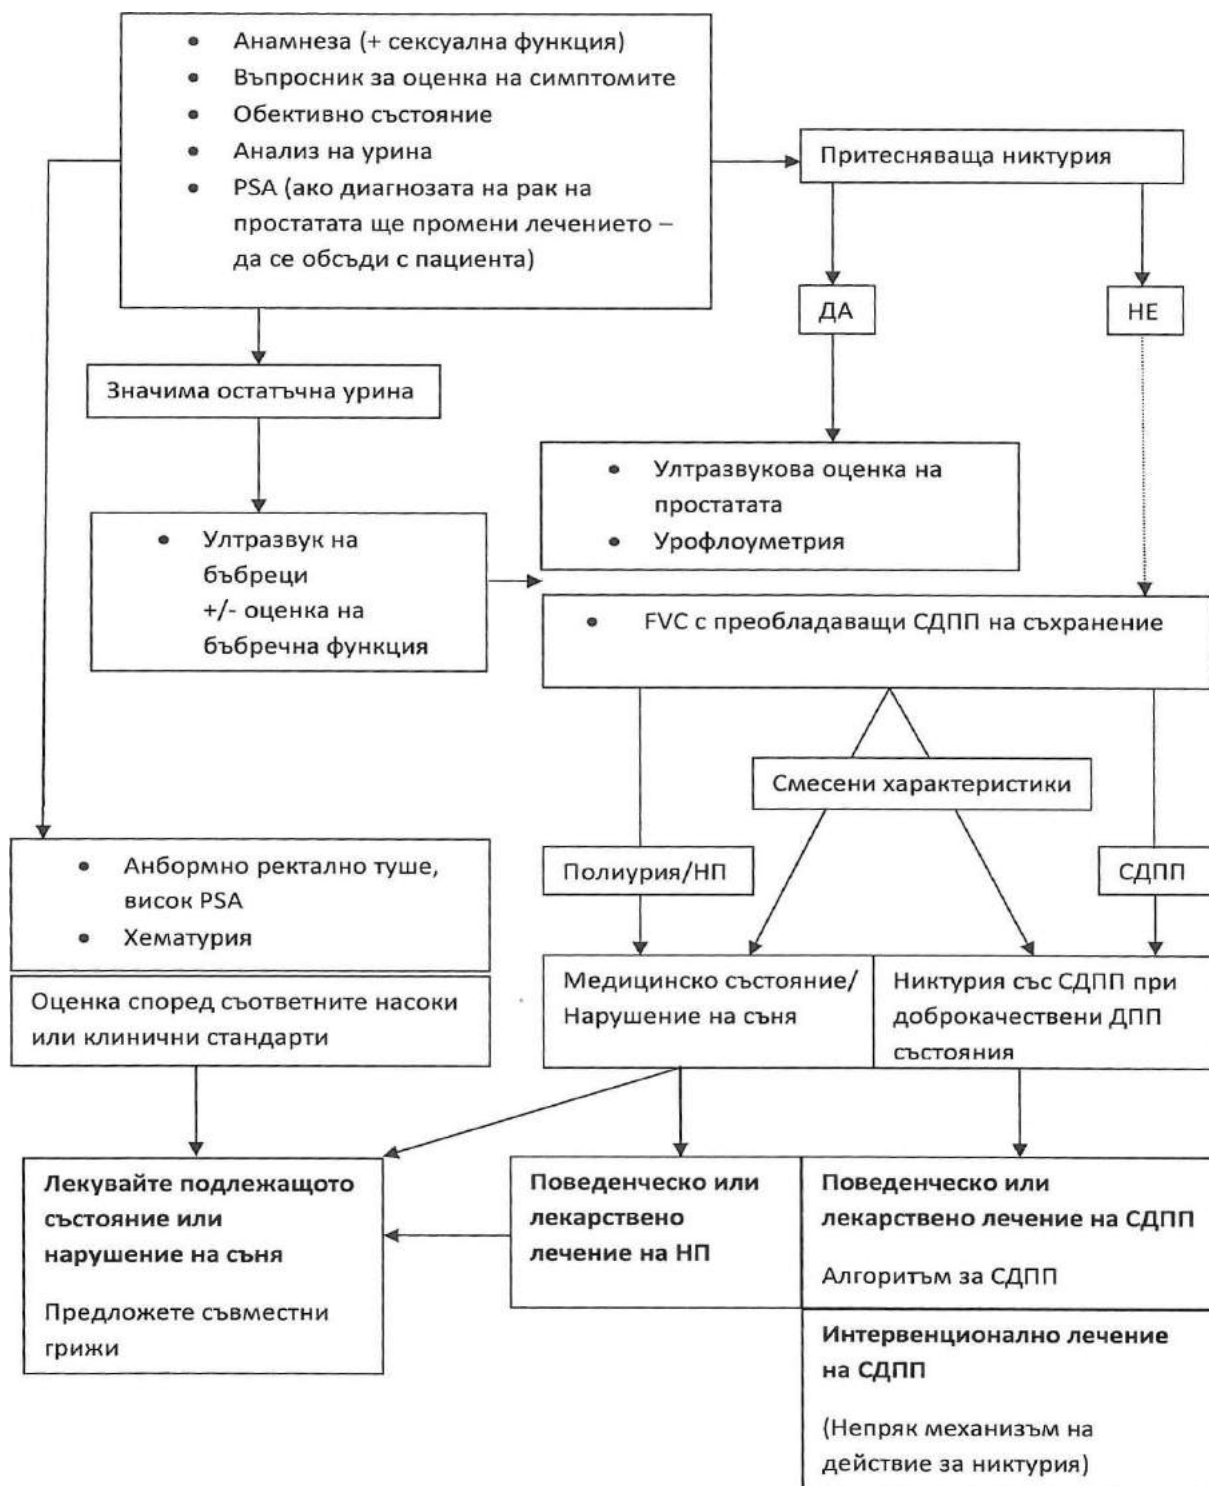 • Анамнеза (+ сексуална функция)
• Въпросник за оценка на симптомите
• Обективно състояние
• Анализ на урина
• PSA (ако диагнозата на рак на
простатата ще промени лечението –
да се обсъди с пациента)
Притесняваща никтурия
ДА
НЕ
Значима остатъчна урина
• Ултразвукова оценка на
простатата
• Урофлоуметрия
• Ултразвук на
бъбреци
+/- оценка на
бъбречна функция
• FVC с преобладаващи СДПП на съхранение
Смесени характеристики
Полиурия/НП
СДПП
• Анбормно ректално туше,
висок PSA
• Хематурия
Оценка според съответните насоки
или клинични стандарти
Медицинско състояние/
Нарушение на съня
Никтурия със СДПП при
доброкачествени ДПП
състояния
Лекувайте подлежащото
състояние или
нарушение на съня
Предложете съвместни
грижи
Поведенческо или
лекарствено
лечение на НП
Поведенческо или
лекарствено лечение на СДПП
Алгоритъм за СДПП
Интервенционално лечение
на СДПП
(Непряк механизъм на
действие за никтурия)